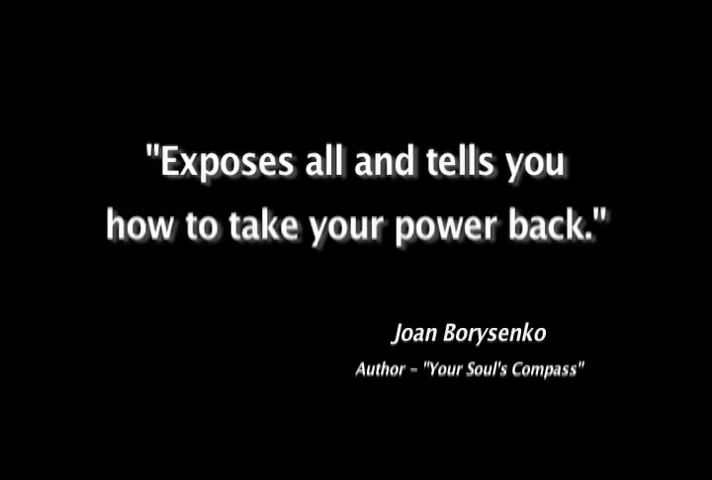 "Exposes all and tells you
how to take your power back."
Joan Borysenko
Author - "Your Soul's Compass"